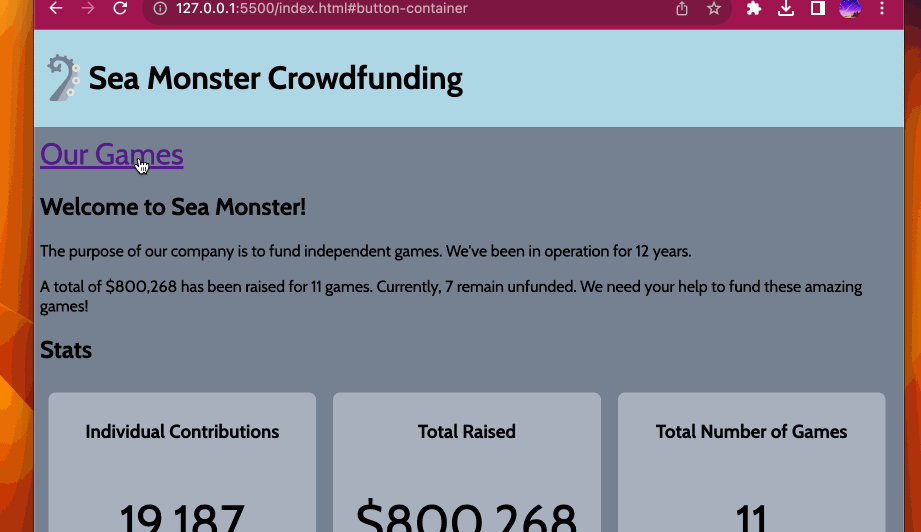 127.0.0.1:5500/index.html#button-container
Sea Monster Crowdfunding
Our Games
Welcome to Sea Monster!
The purpose of our company is to fund independent games. We've been in operation for 12 years.
A total of $800,268 has been raised for 11 games. Currently, 7 remain unfunded. We need your help to fund these amazing
games!
Stats
Individual Contributions
Total Raised
Total Number of Games
19,187
$800,268
11